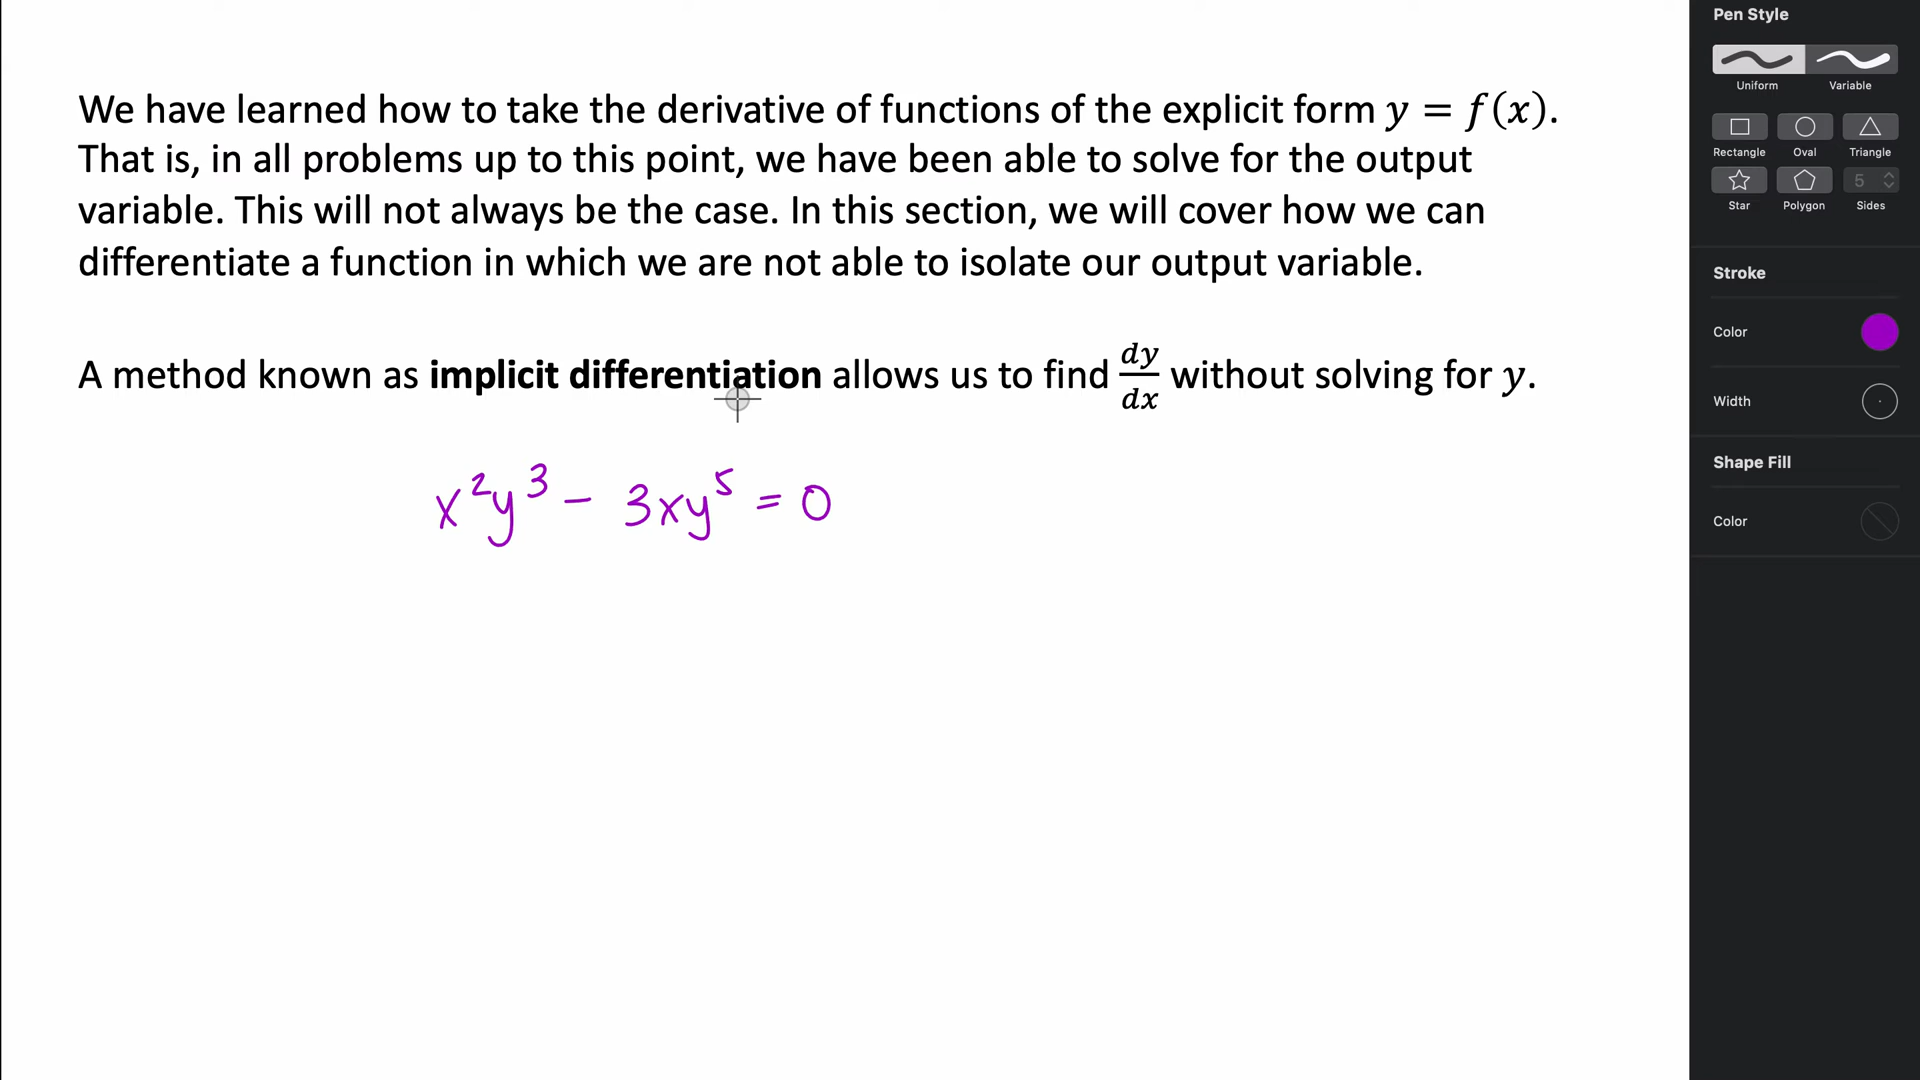 We have learned how to take the derivative of functions of the explicit form y = f(x).
That is, in all problems up to this point, we have been able to solve for the output
variable. This will not always be the case. In this section, we will cover how we can
differentiate a function in which we are not able to isolate our output variable.
A method known as implicit differentiation allows us to find dy/dx without solving for y.
x²y³ − 3xy⁵ = 0
Pen Style
Uniform Variable
Rectangle Oval Triangle
5
Star Polygon Sides
Stroke
Color
Width
Shape Fill
Color